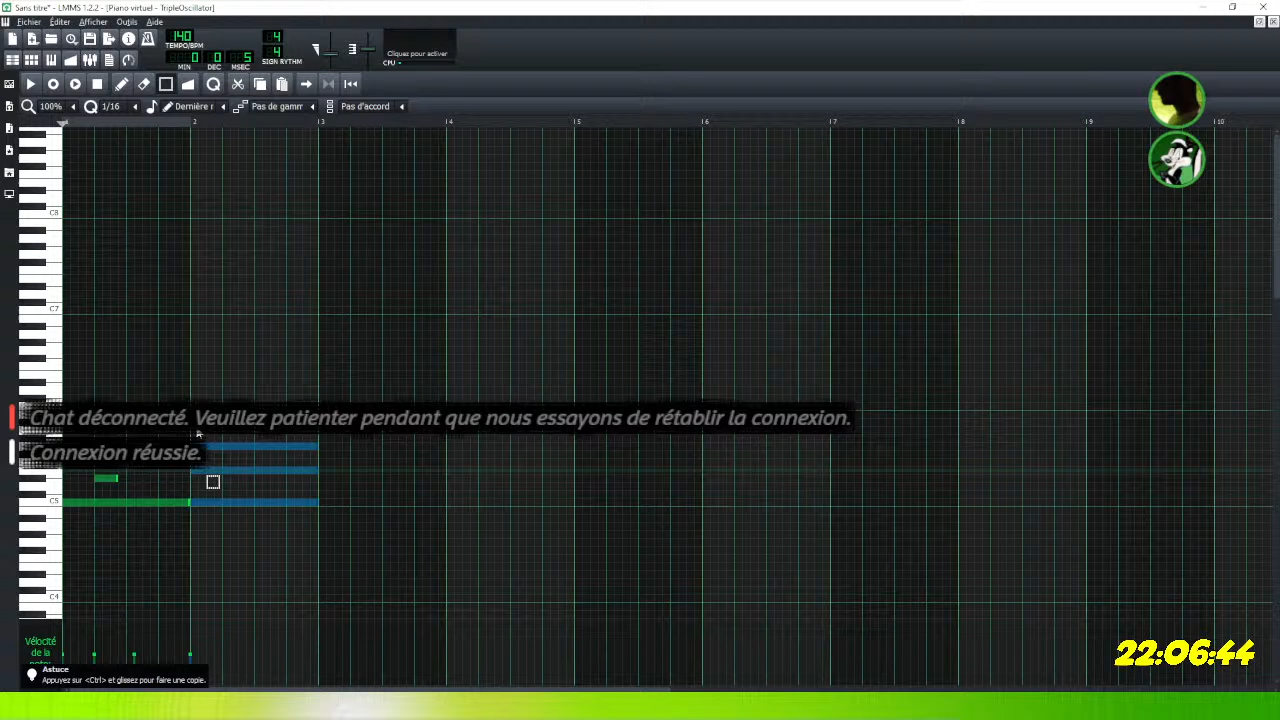 Sans titre* - LMMS 1.2.2 - [Piano virtuel - TripleOscillator]
Fichier Éditer Afficher Outils Aide
140
TEMPO/BPM
0 0 5
MIN DEC MSEC
4
4
SIGN RYTHM
Cliquez pour activer
CPU
100% 1/16 Dernière r Pas de gamm Pas d'accord
2 3 4 5 6 7 8 9 10
C8
C7
Chat déconnecté. Veuillez patienter pendant que nous essayons de rétablir la connexion.
Connexion réussie.
C5
C4
Vélocité
de la
Astuce
Appuyez sur <Ctrl> et glissez pour faire une copie.
22:06:44